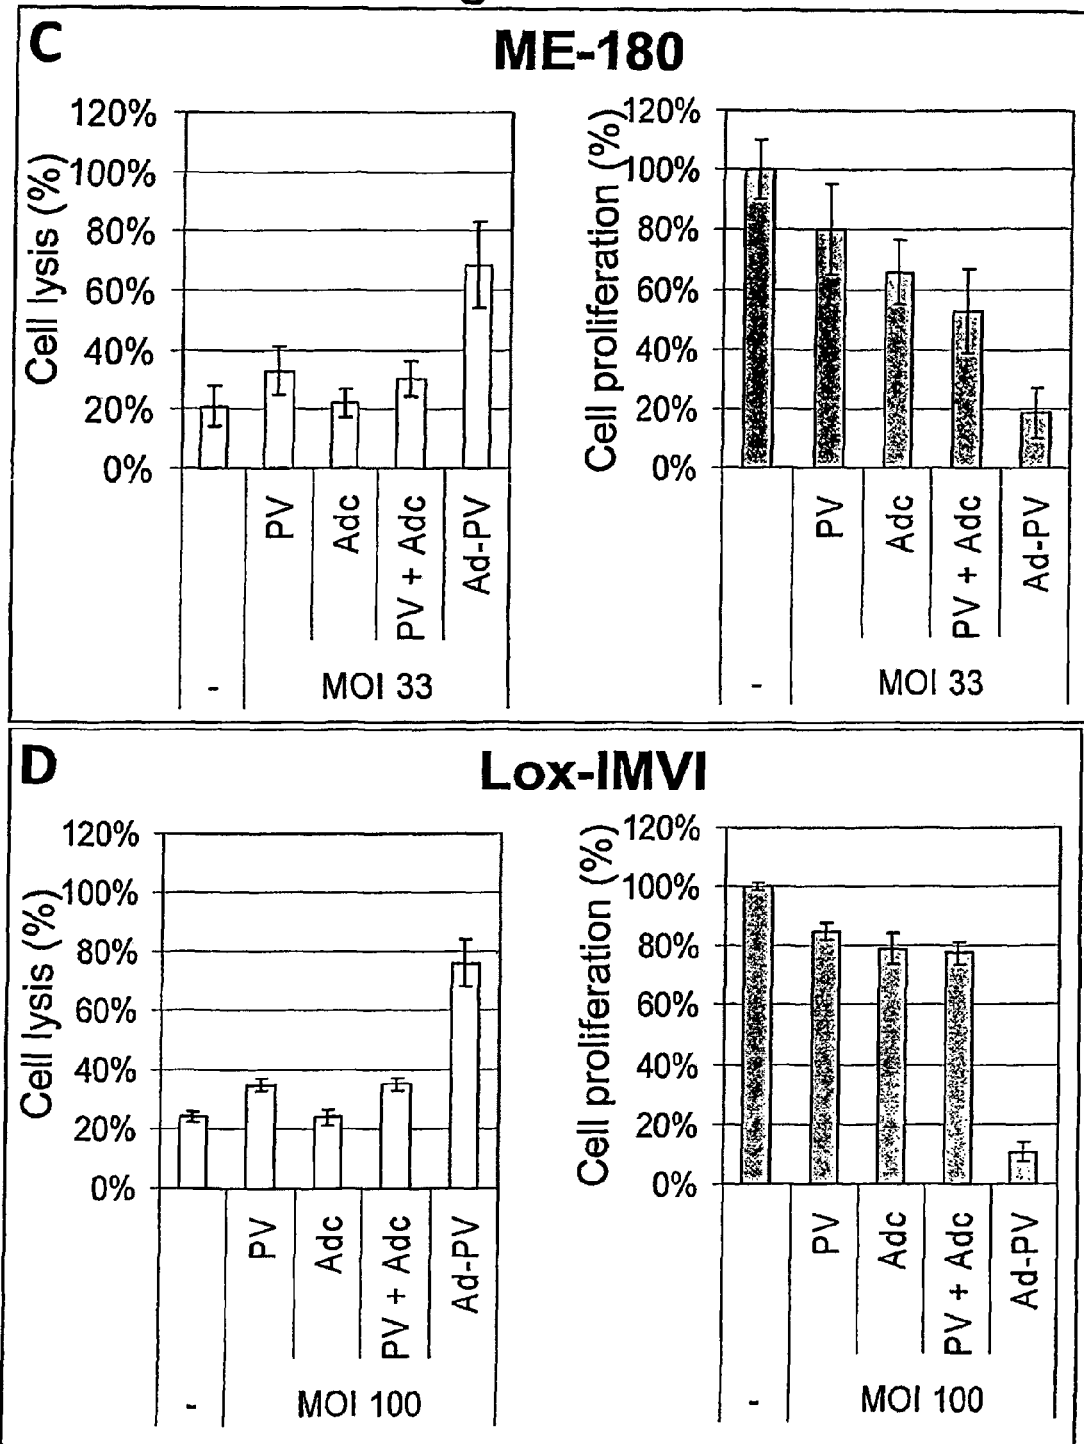 C
ME-180
Cell lysis (%)
120%
100%
80%
60%
40%
20%
0%
-
PV
Adc
PV + Adc
Ad-PV
MOI 33
Cell proliferation (%)
120%
100%
80%
60%
40%
20%
0%
-
PV
Adc
PV + Adc
Ad-PV
MOI 33
D
Lox-IMVI
Cell lysis (%)
120%
100%
80%
60%
40%
20%
0%
-
PV
Adc
PV + Adc
Ad-PV
MOI 100
Cell proliferation (%)
120%
100%
80%
60%
40%
20%
0%
-
PV
Adc
PV + Adc
Ad-PV
MOI 100